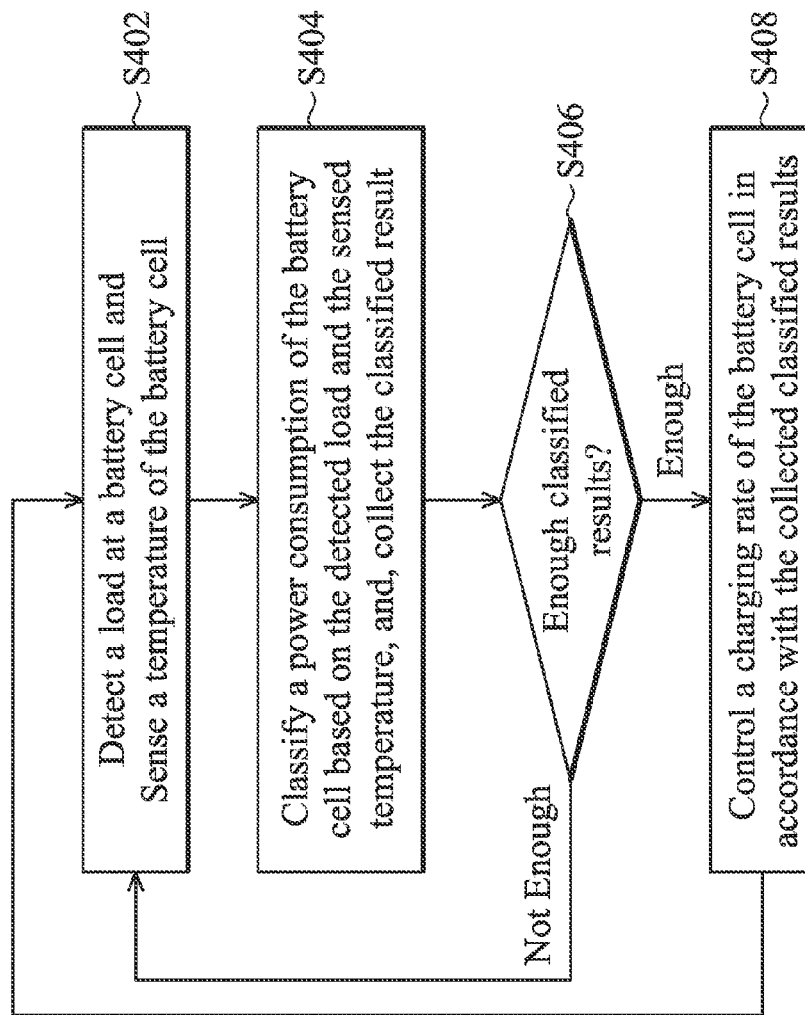 Detect a load at a battery cell and
Sense a temperature of the battery cell
S402
Classify a power consumption of the battery
cell based on the detected load and the sensed
temperature, and, collect the classified result
S404
Enough classified
results?
S406
Not Enough
Enough
Control a charging rate of the battery cell in
accordance with the collected classified results
S408